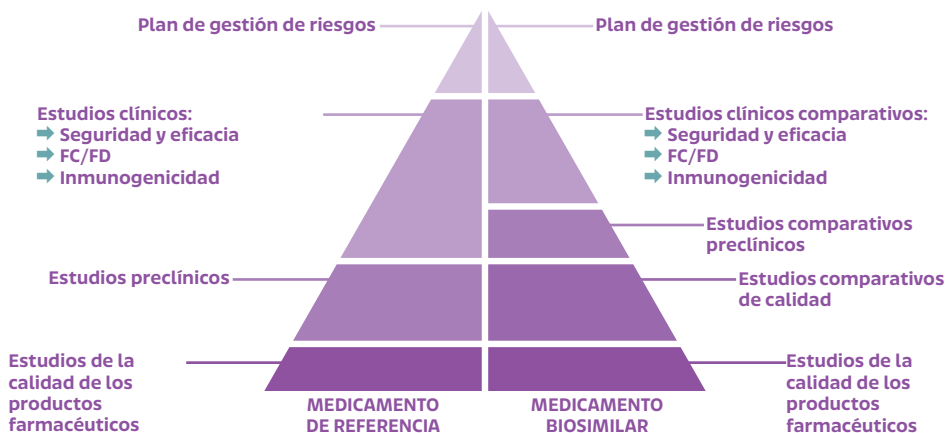 Plan de gestión de riesgos
Plan de gestión de riesgos
Estudios clínicos:
Seguridad y eficacia
FC/FD
Inmunogenicidad
Estudios clínicos comparativos:
Seguridad y eficacia
FC/FD
Inmunogenicidad
Estudios comparativos
preclínicos
Estudios preclínicos
Estudios comparativos
de calidad
Estudios de la
calidad de los
productos
farmacéuticos
MEDICAMENTO
DE REFERENCIA
MEDICAMENTO
BIOSIMILAR
Estudios de la
calidad de los
productos
farmacéuticos